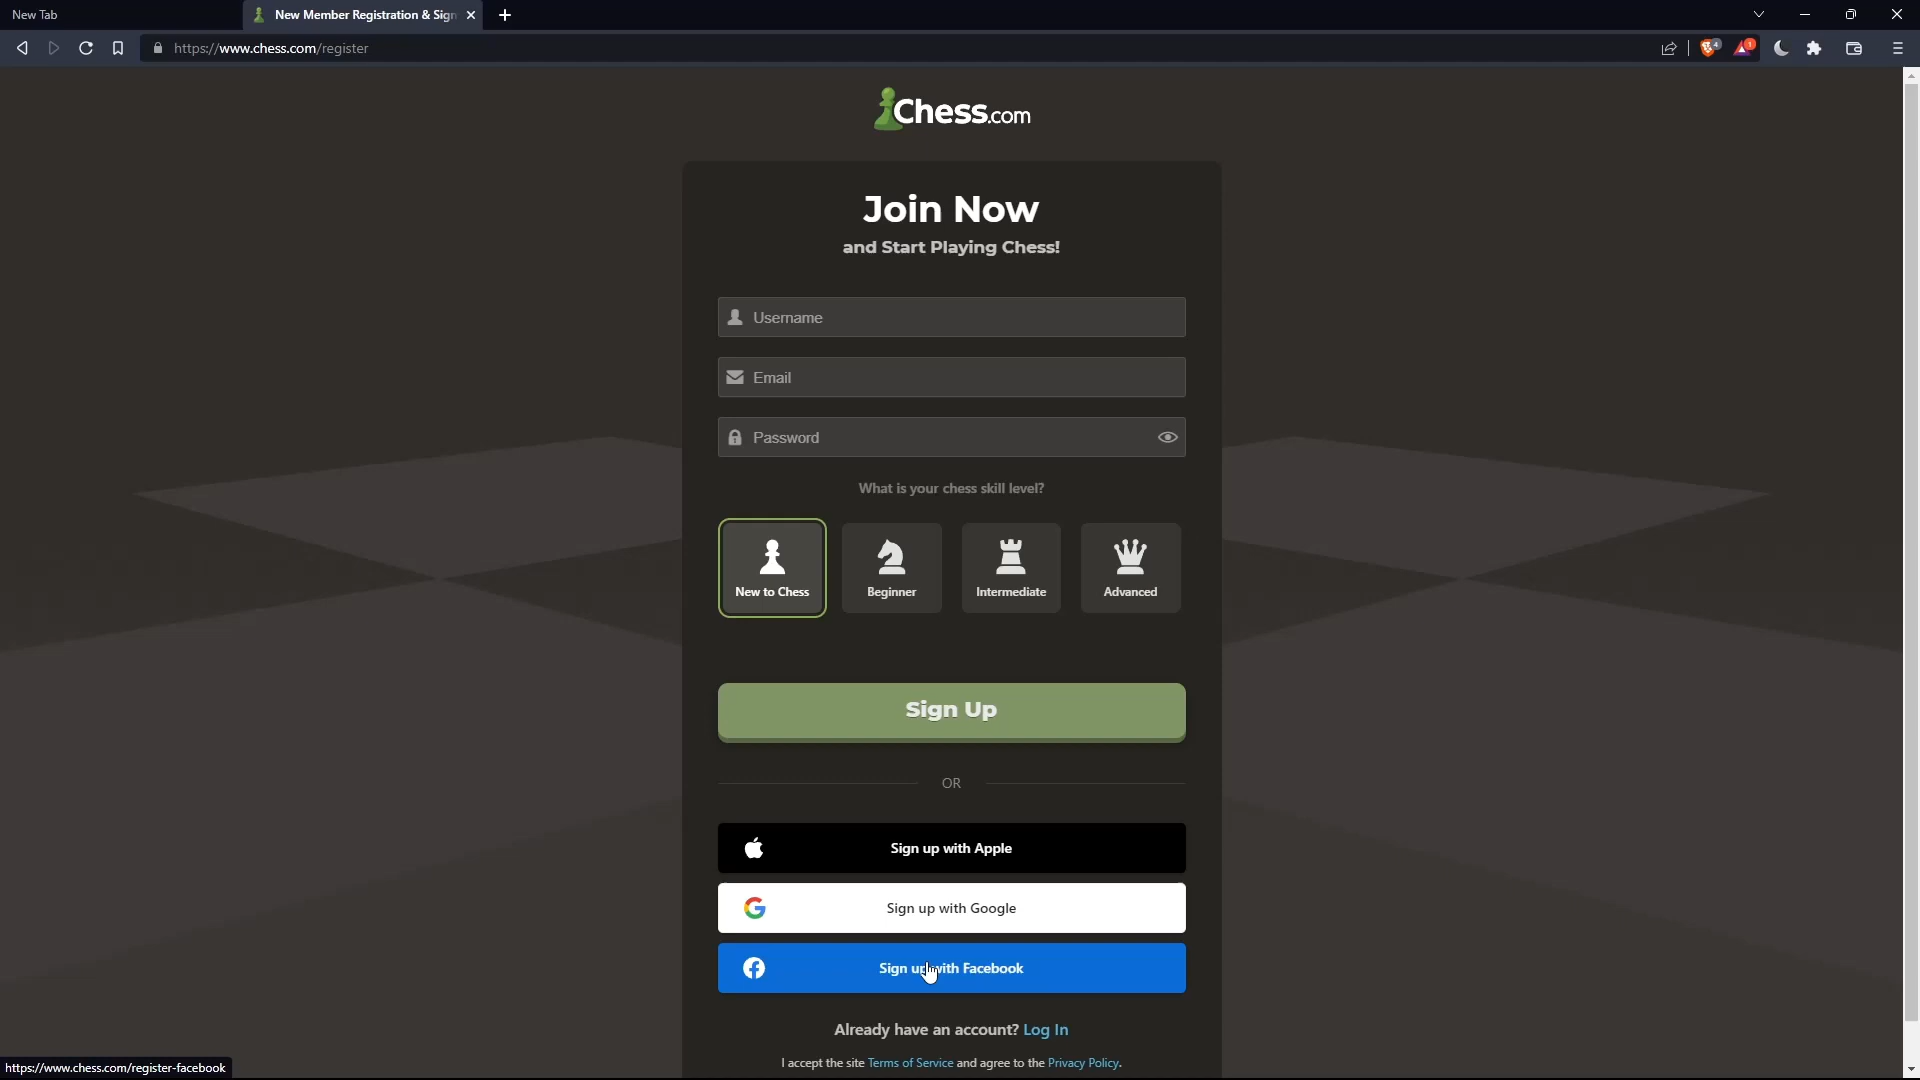 New Tab
New Member Registration & Sign
https://www.chess.com/register
4
1
Chess.com
Join Now
and Start Playing Chess!
Username
Email
Password
What is your chess skill level?
New to Chess
Beginner
Intermediate
Advanced
Sign Up
OR
Sign up with Apple
Sign up with Google
Sign up with Facebook
Already have an account? Log In
I accept the site Terms of Service and agree to the Privacy Policy.
https://www.chess.com/register-facebook